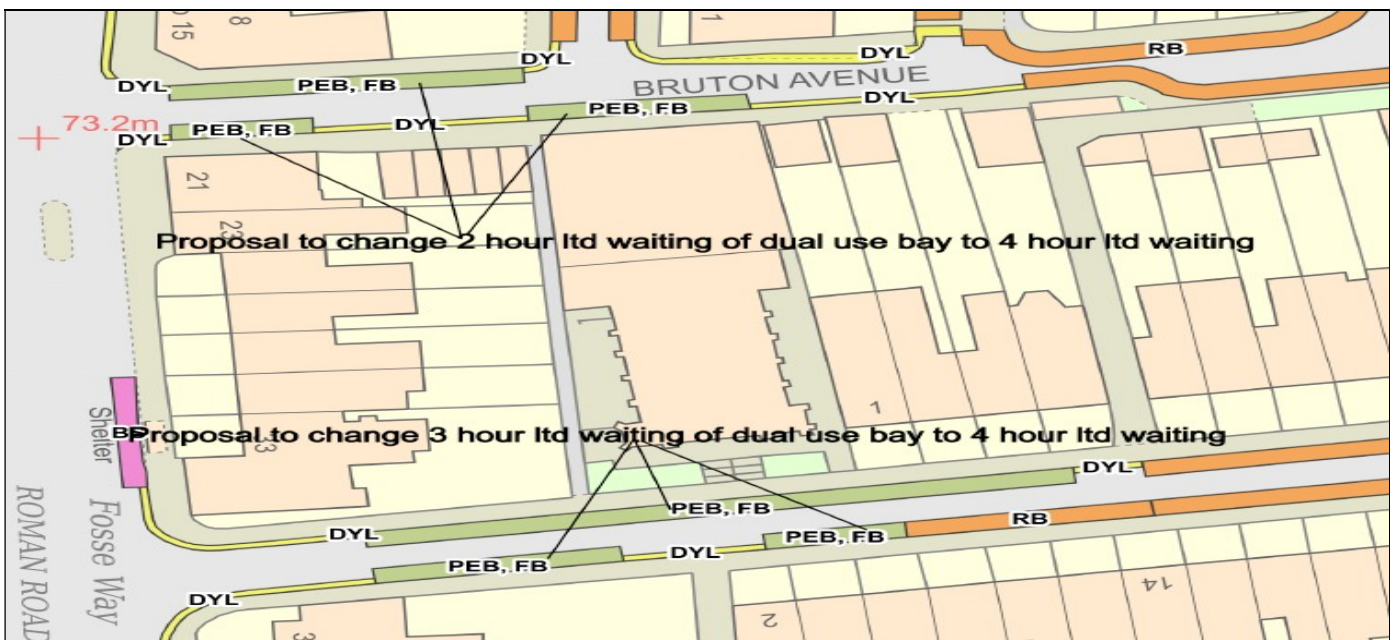 15
8
1
DYL
DYL
RB
DYL
PEB, FB
BRUTON AVENUE
DYL
PEB, FB
73.2m
DYL
PEB, FB
DYL
21
23
Proposal to change 2 hour ltd waiting of dual use bay to 4 hour ltd waiting
1
1
Shelter
Proposal to change 3 hour ltd waiting of dual use bay to 4 hour ltd waiting
33
DYL
PEB, FB
RB
DYL
PEB, FB
DYL
PEB, FB
DYL
Fosse Way
ROMAN ROAD
14
2
3